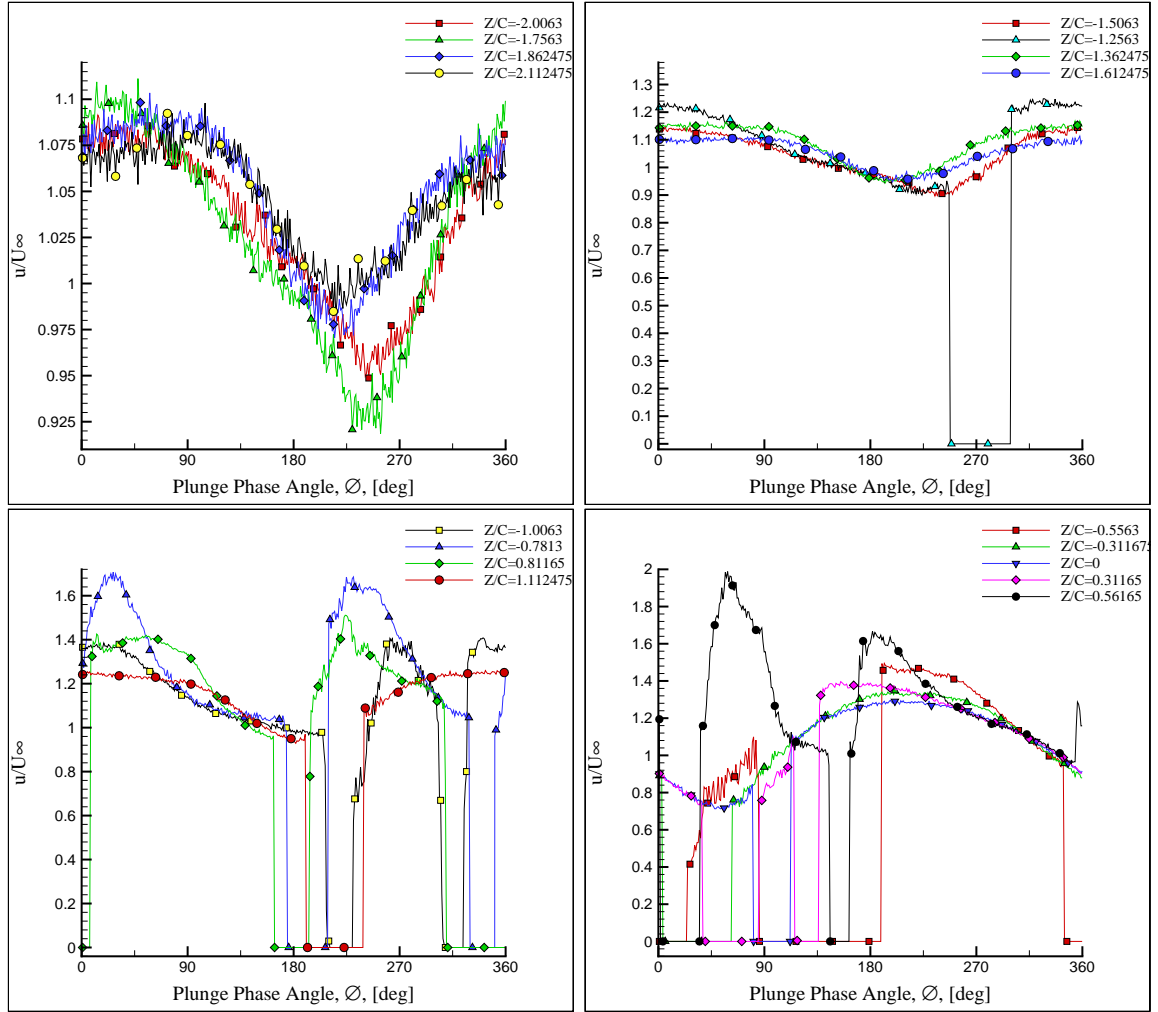 Z/C=-2.0063
Z/C=-1.7563
Z/C=1.862475
Z/C=2.112475
u/U∞
1.1
1.075
1.05
1.025
1
0.975
0.95
0.925
0 90 180 270 360
Plunge Phase Angle, ∅, [deg]
Z/C=-1.5063
Z/C=-1.2563
Z/C=1.362475
Z/C=1.612475
u/U∞
1.3
1.2
1.1
1
0.9
0.8
0.7
0.6
0.5
0.4
0.3
0.2
0.1
0
0 90 180 270 360
Plunge Phase Angle, ∅, [deg]
Z/C=-1.0063
Z/C=-0.7813
Z/C=0.81165
Z/C=1.112475
u/U∞
1.6
1.4
1.2
1
0.8
0.6
0.4
0.2
0
0 90 180 270 360
Plunge Phase Angle, ∅, [deg]
Z/C=-0.5563
Z/C=-0.311675
Z/C=0
Z/C=0.31165
Z/C=0.56165
u/U∞
2
1.8
1.6
1.4
1.2
1
0.8
0.6
0.4
0.2
0
0 90 180 270 360
Plunge Phase Angle, ∅, [deg]